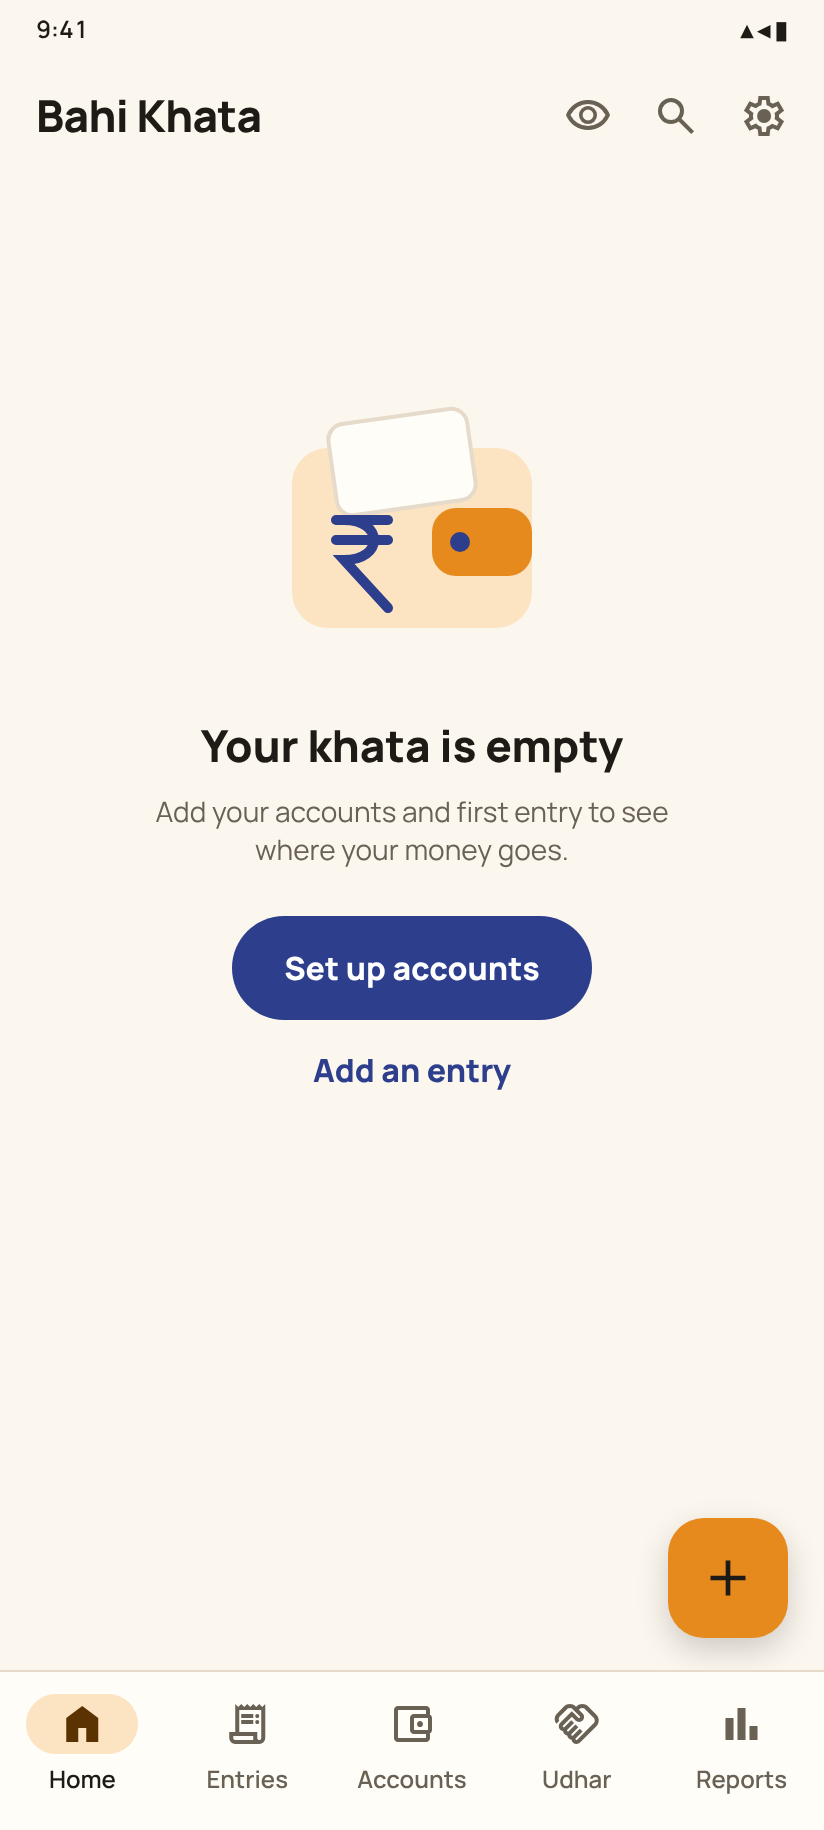 9:41
Bahi Khata
₹
Your khata is empty
Add your accounts and first entry to see
where your money goes.
Set up accounts
Add an entry
Home
Entries
Accounts
Udhar
Reports